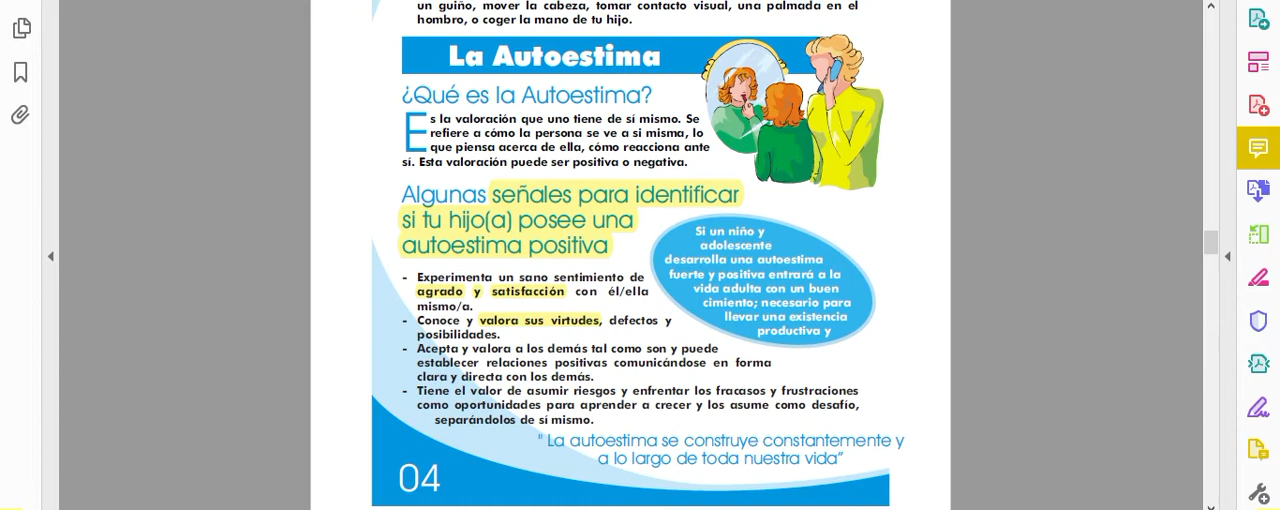 un guiño, mover la cabeza, tomar contacto visual, una palmada en el
hombro, o coger la mano de tu hijo.
La Autoestima
¿Qué es la Autoestima?
Es la valoración que uno tiene de sí mismo. Se
refiere a cómo la persona se ve a si misma, lo
que piensa acerca de ella, cómo reacciona ante
sí. Esta valoración puede ser positiva o negativa.
Algunas señales para identificar
si tu hijo(a) posee una
autoestima positiva
Si un niño y
adolescente
desarrolla una autoestima
fuerte y positiva entrará a la
vida adulta con un buen
cimiento; necesario para
llevar una existencia
productiva y
- Experimenta un sano sentimiento de
agrado y satisfacción con él/ella
mismo/a.
- Conoce y valora sus virtudes, defectos y
posibilidades.
- Acepta y valora a los demás tal como son y puede
establecer relaciones positivas comunicándose en forma
clara y directa con los demás.
- Tiene el valor de asumir riesgos y enfrentar los fracasos y frustraciones
como oportunidades para aprender a crecer y los asume como desafío,
separándolos de sí mismo.
" La autoestima se construye constantemente y
a lo largo de toda nuestra vida”
04